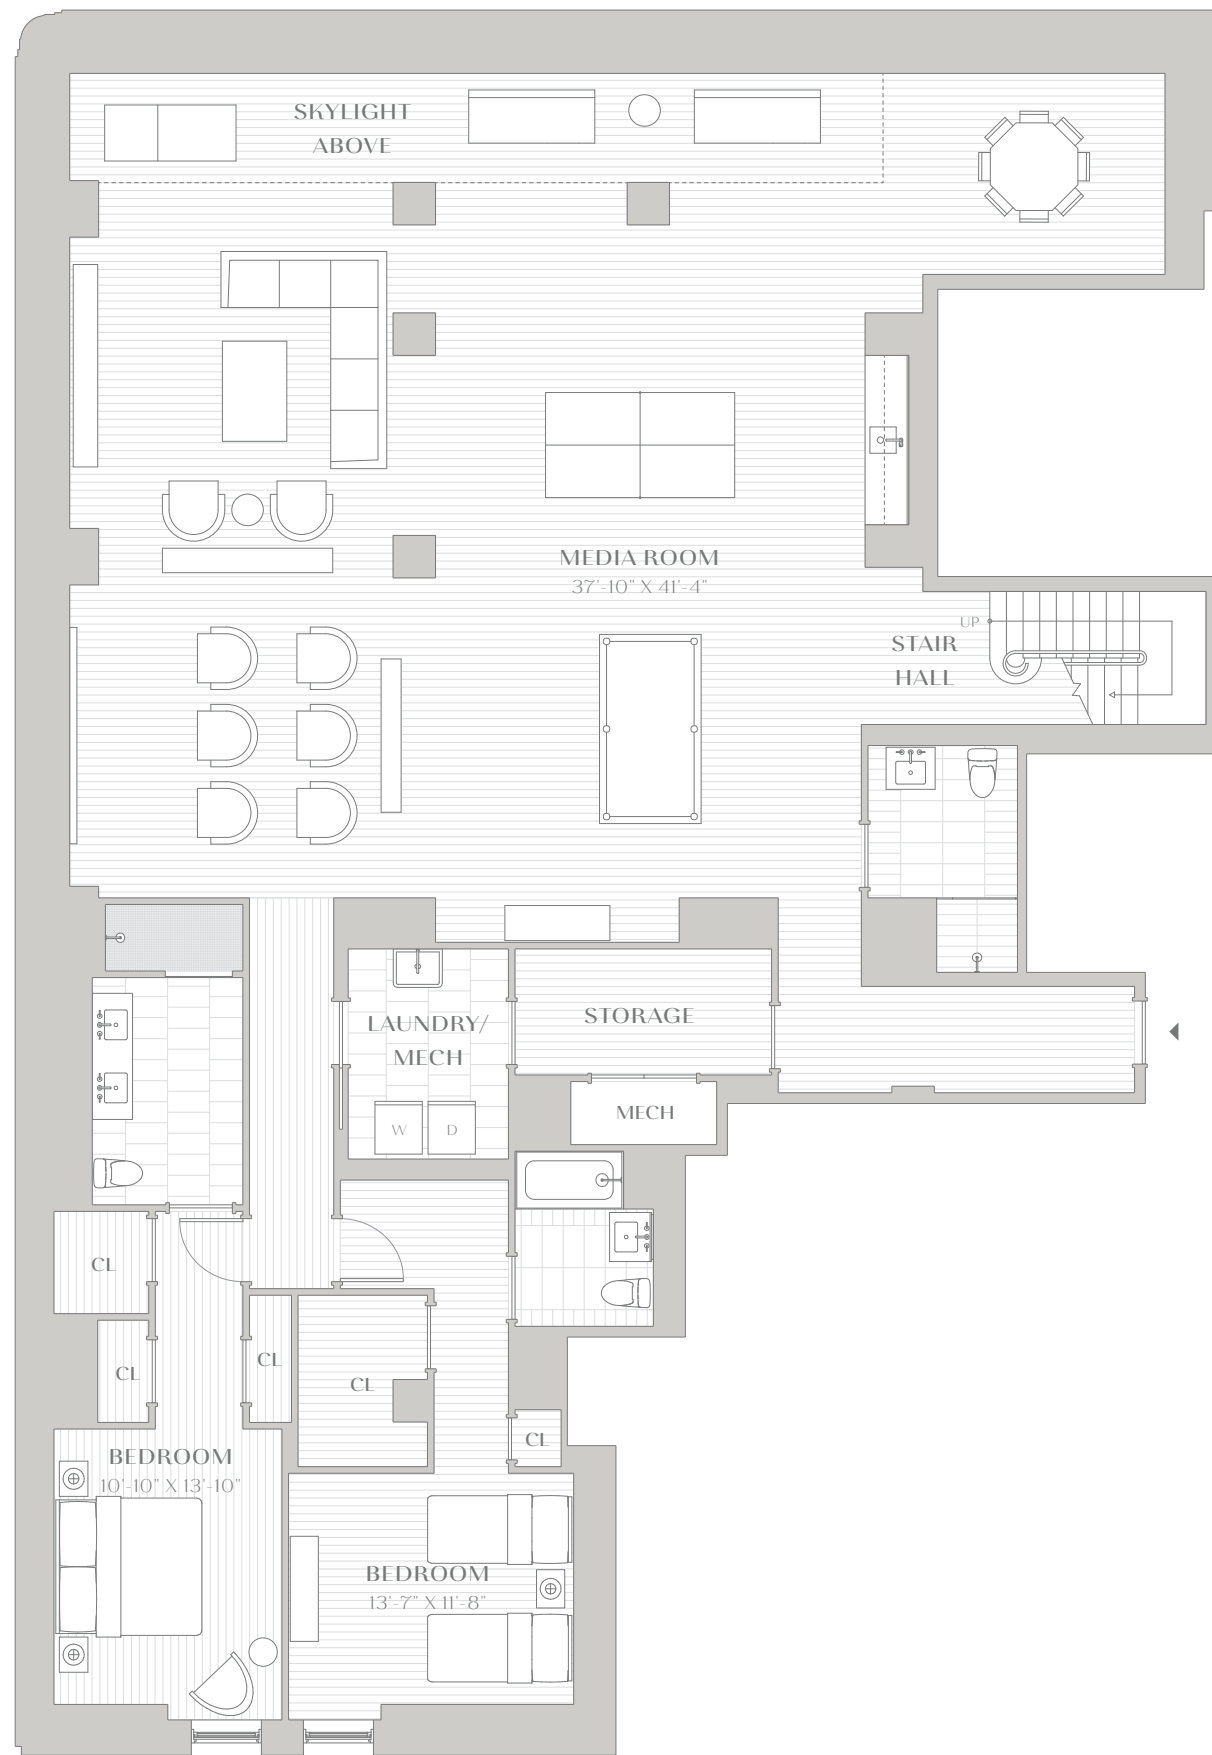 SKYLIGHT
ABOVE
MEDIA ROOM
37'-10" X 41'-4"
UP
STAIR
HALL
LAUNDRY/
MECH
STORAGE
MECH
W
D
CL
CL
CL
CL
CL
BEDROOM
10'-10" X 13'-10"
BEDROOM
13'-7" X 11'-8"